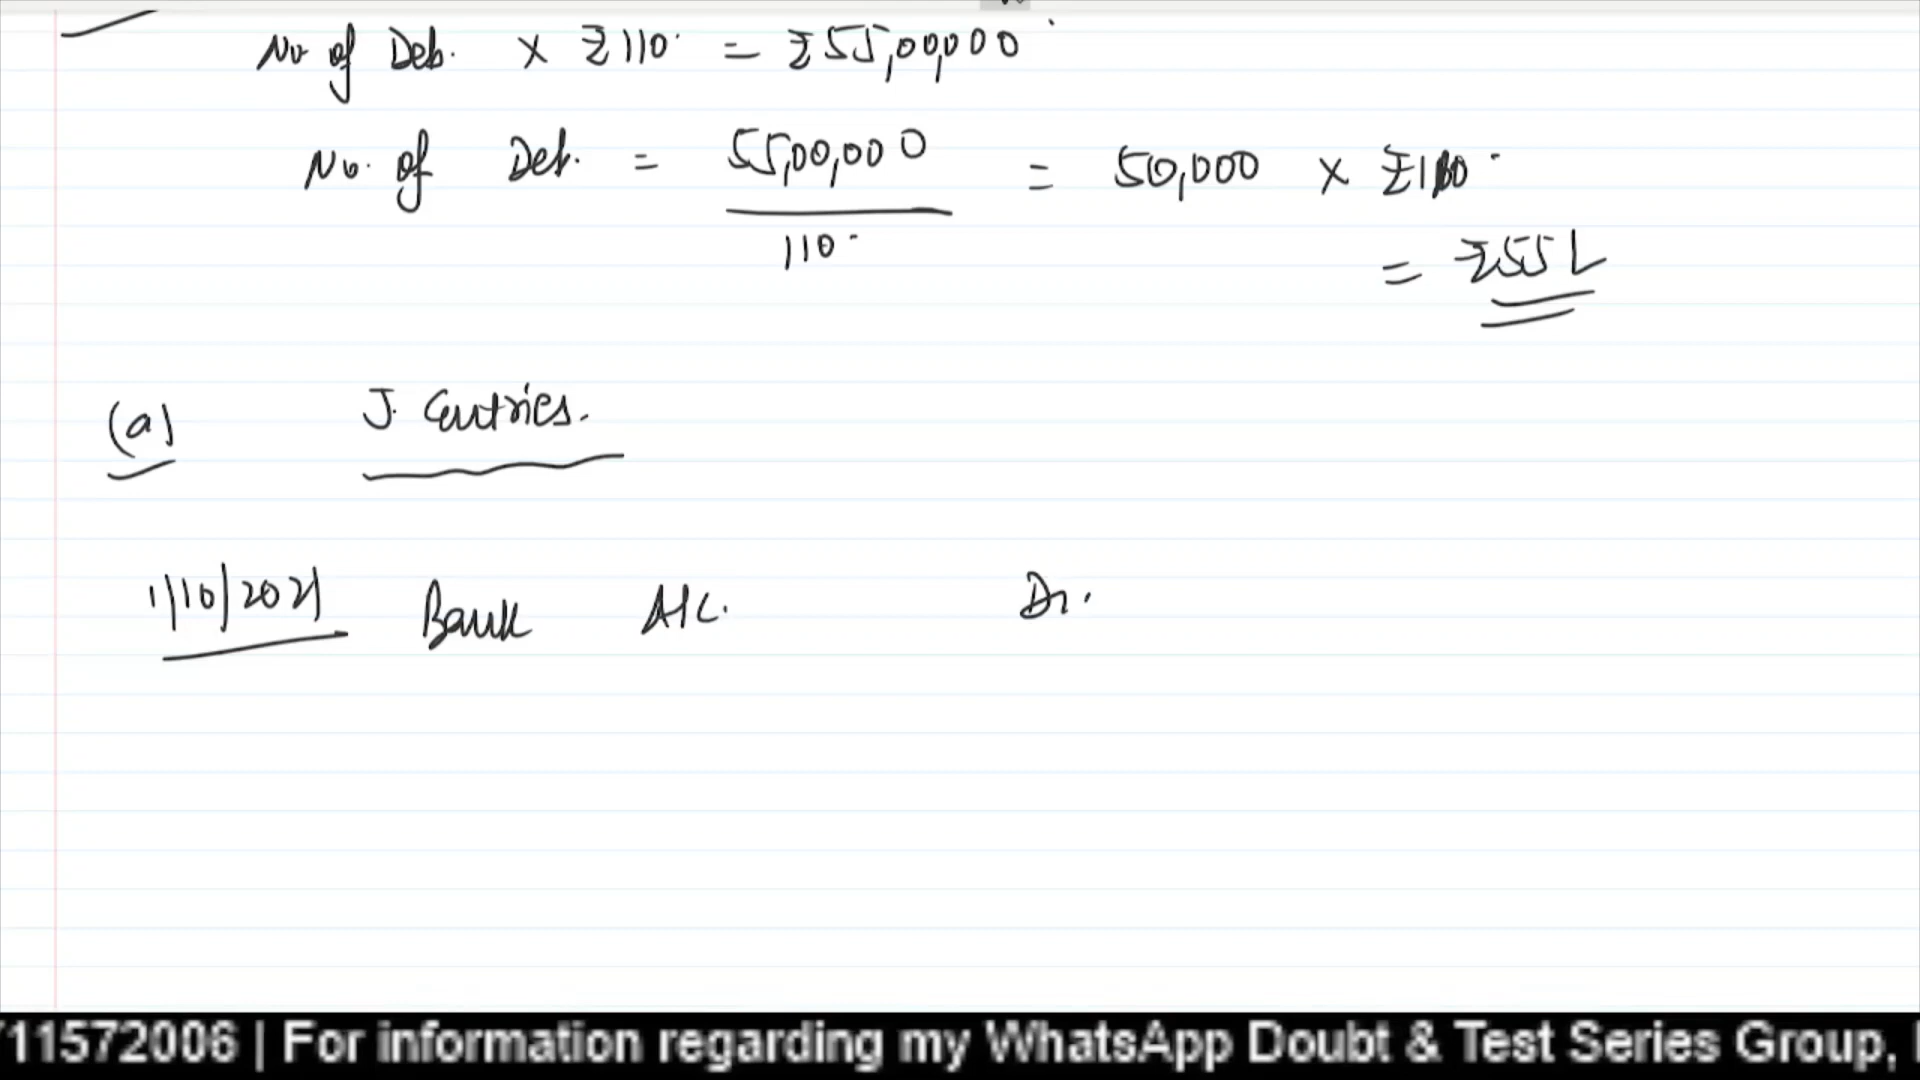 No of Deb. × ₹110 = ₹55,00,000
No. of Deb. = 55,00,000 / 110 = 50,000 × ₹110
= ₹55 L
(a) J. Entries.
1/10/2021 Bank A/c. Dr.
11572006 | For information regarding my WhatsApp Doubt & Test Series Group,